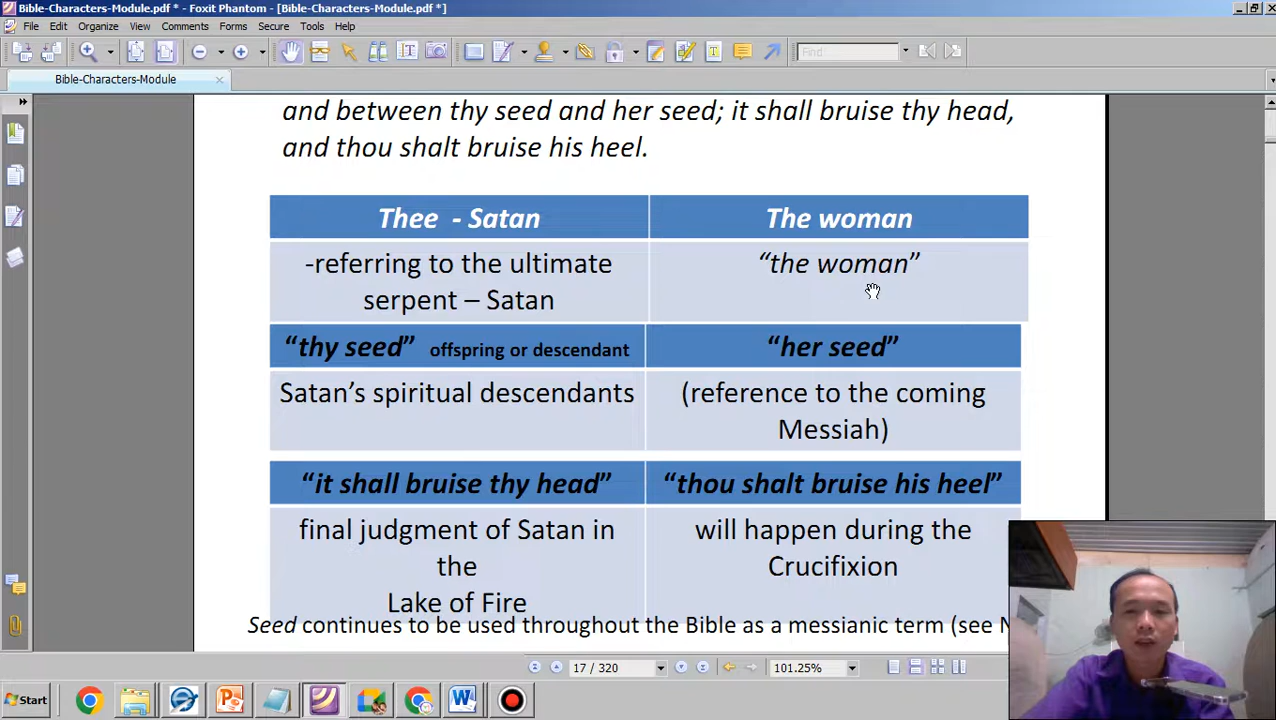 Bible-Characters-Module.pdf * - Foxit Phantom - [Bible-Characters-Module.pdf *]
File Edit Organize View Comments Forms Secure Tools Help
Find
Bible-Characters-Module
and between thy seed and her seed; it shall bruise thy head,
and thou shalt bruise his heel.
Thee - Satan The woman
-referring to the ultimate “the woman”
serpent – Satan
“thy seed” offspring or descendant “her seed”
Satan’s spiritual descendants (reference to the coming
Messiah)
“it shall bruise thy head” “thou shalt bruise his heel”
final judgment of Satan in will happen during the
the Crucifixion
Lake of Fire
Seed continues to be used throughout the Bible as a messianic term (see N
17 / 320 101.25%
Start